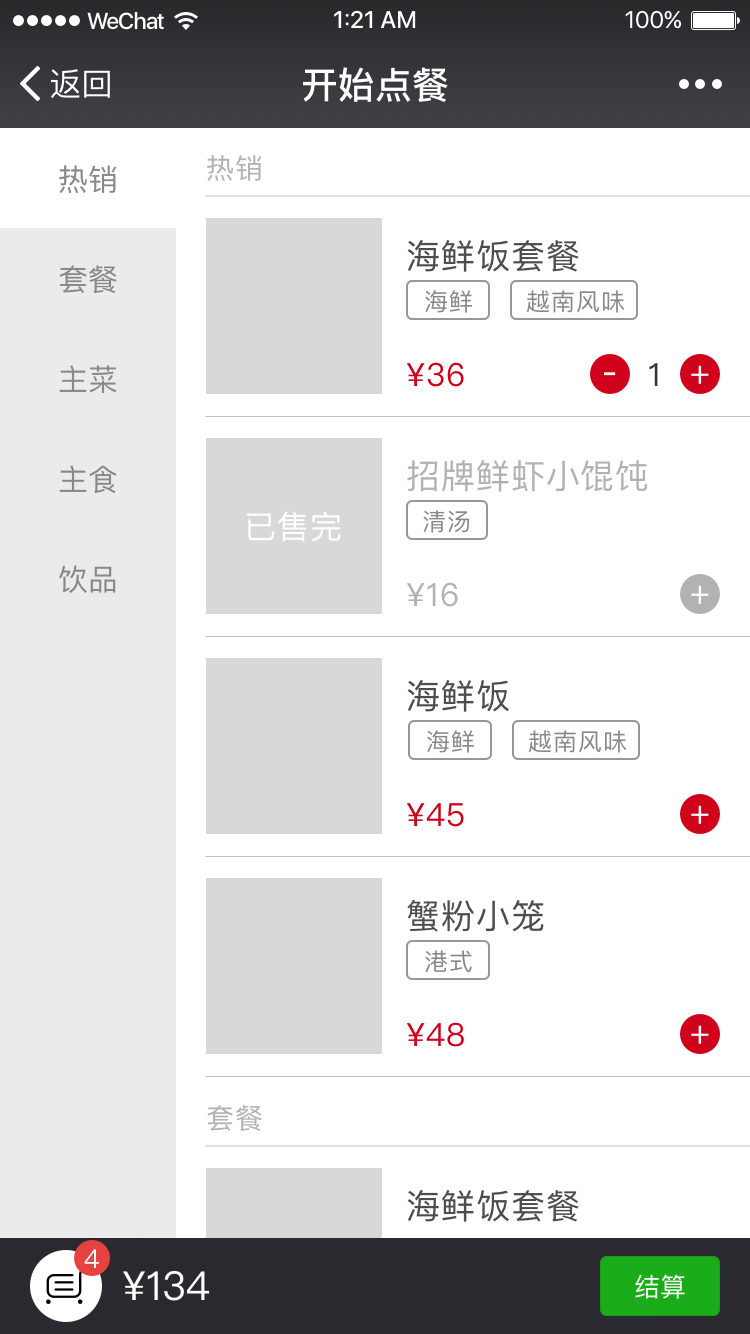 WeChat 1:21 AM 100%
返回 开始点餐
热销
套餐
主菜
主食
饮品
热销
海鲜饭套餐
海鲜 越南风味
¥36 - 1 +
已售完
招牌鲜虾小馄饨
清汤
¥16 +
海鲜饭
海鲜 越南风味
¥45 +
蟹粉小笼
港式
¥48 +
套餐
海鲜饭套餐
4
¥134 结算